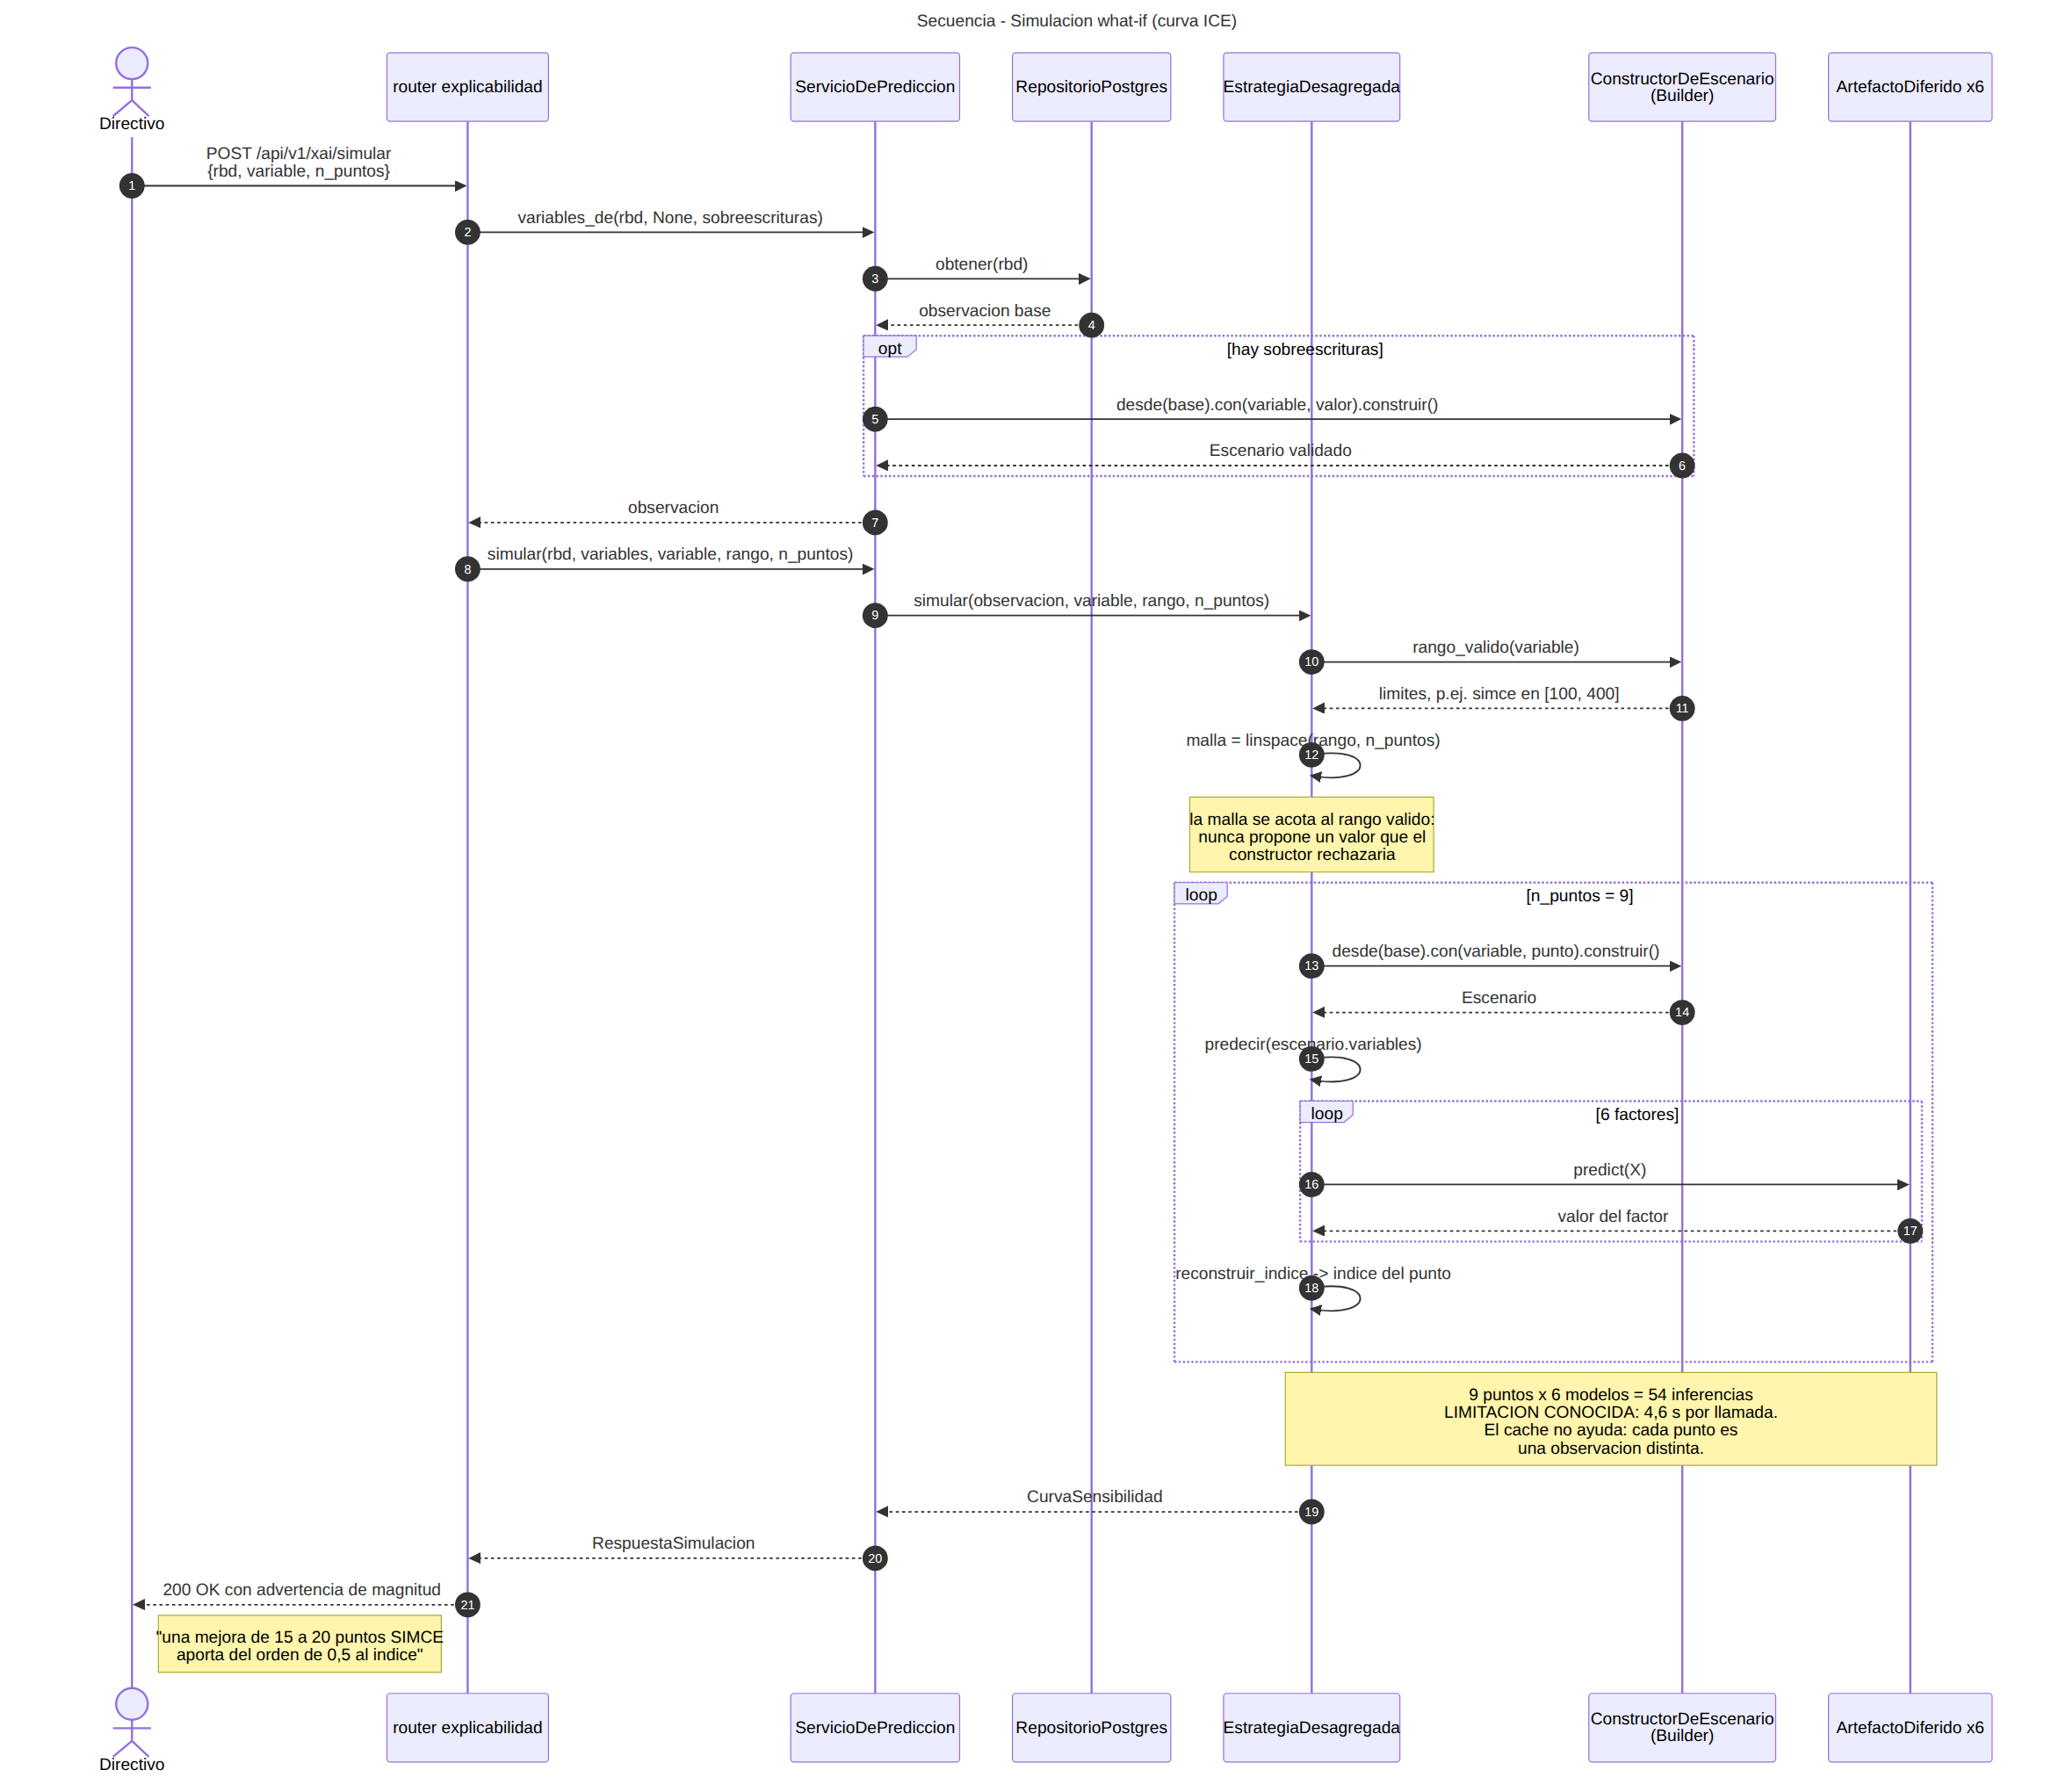 Secuencia - Simulacion what-if (curva ICE)
Directivo
router explicabilidad
ServicioDePrediccion
RepositorioPostgres
EstrategiaDesagregada
ConstructorDeEscenario
(Builder)
ArtefactoDiferido x6
POST /api/v1/xai/simular
{rbd, variable, n_puntos}
1
variables_de(rbd, None, sobreescrituras)
2
obtener(rbd)
3
observacion base
4
opt
[hay sobreescrituras]
desde(base).con(variable, valor).construir()
5
Escenario validado
6
observacion
7
simular(rbd, variables, variable, rango, n_puntos)
8
simular(observacion, variable, rango, n_puntos)
9
rango_valido(variable)
10
limites, p.ej. simce en [100, 400]
11
malla = linspace(rango, n_puntos)
12
la malla se acota al rango valido:
nunca propone un valor que el
constructor rechazaria
loop
[n_puntos = 9]
desde(base).con(variable, punto).construir()
13
Escenario
14
predecir(escenario.variables)
15
loop
[6 factores]
predict(X)
16
valor del factor
17
reconstruir_indice -> indice del punto
18
9 puntos x 6 modelos = 54 inferencias
LIMITACION CONOCIDA: 4,6 s por llamada.
El cache no ayuda: cada punto es
una observacion distinta.
CurvaSensibilidad
19
RespuestaSimulacion
20
200 OK con advertencia de magnitud
21
"una mejora de 15 a 20 puntos SIMCE
aporta del orden de 0,5 al indice"
Directivo
router explicabilidad
ServicioDePrediccion
RepositorioPostgres
EstrategiaDesagregada
ConstructorDeEscenario
(Builder)
ArtefactoDiferido x6